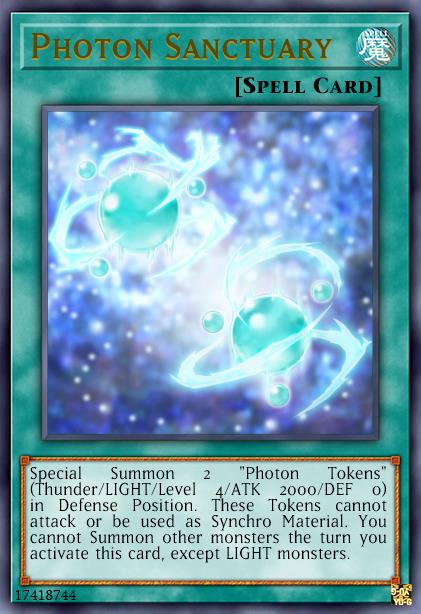 Photon Sanctuary
SPELL
魔
[Spell Card]
Special Summon 2 "Photon Tokens"
(Thunder/LIGHT/Level 4/ATK 2000/DEF 0)
in Defense Position. These Tokens cannot
attack or be used as Synchro Material. You
cannot Summon other monsters the turn you
activate this card, except LIGHT monsters.
17418744